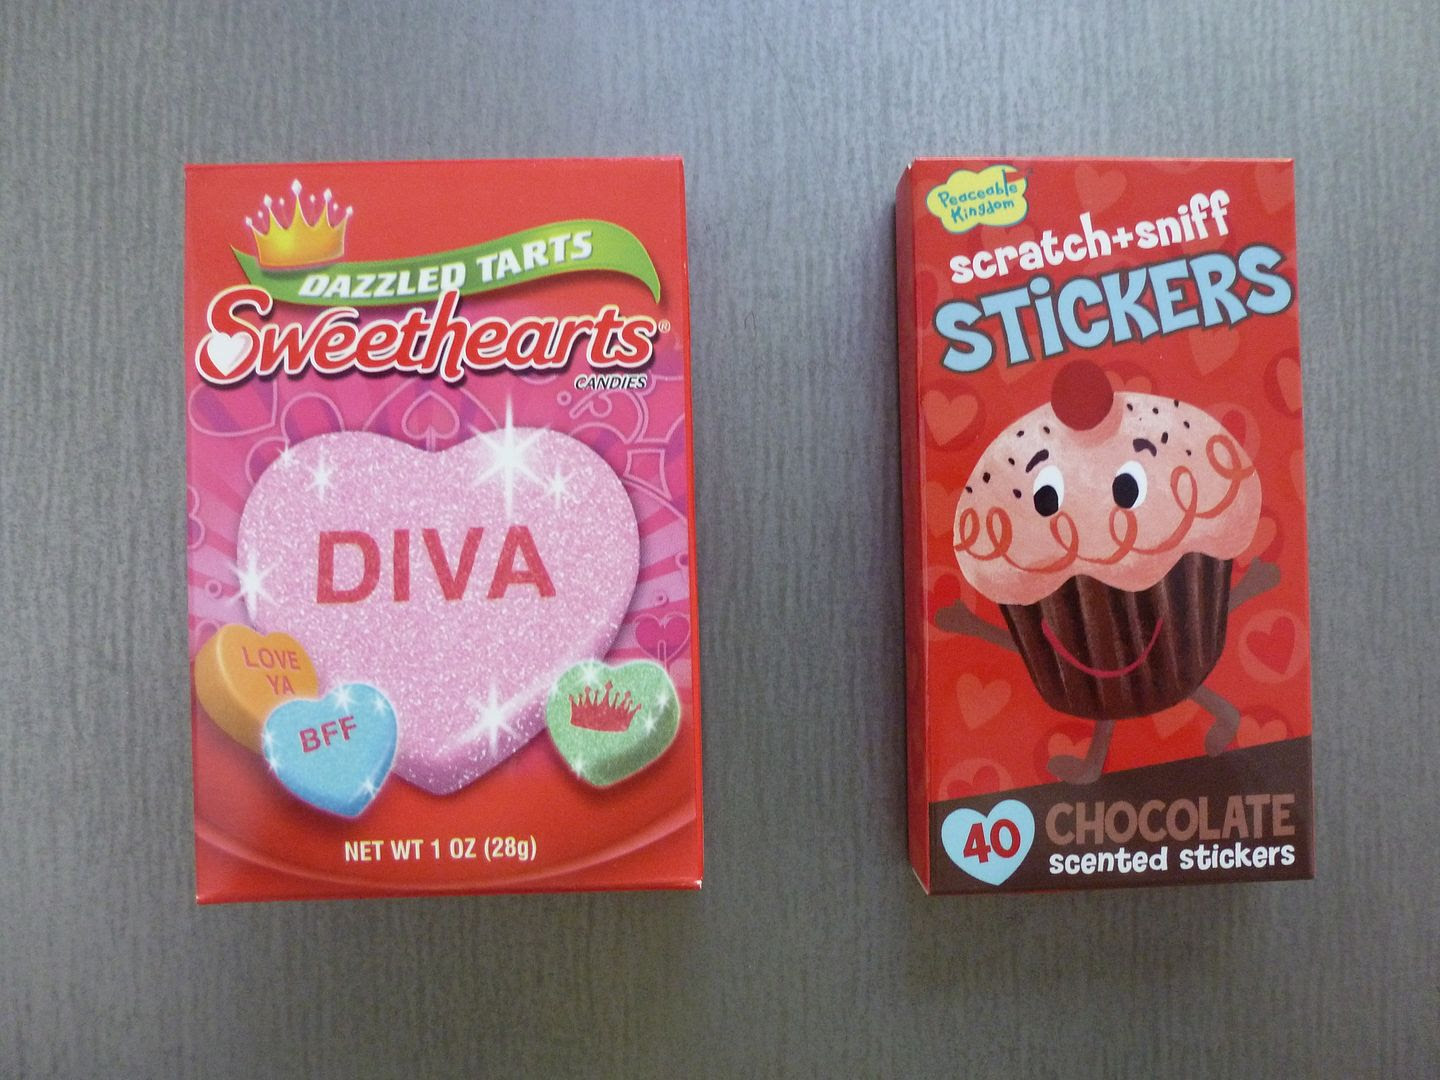 DAZZLED TARTS
Sweethearts®
CANDIES
DIVA
LOVE
YA
BFF
NET WT 1 OZ (28g)
Peaceable
Kingdom
scratch+sniff
STiCKERS
40
CHOCOLATE
scented stickers